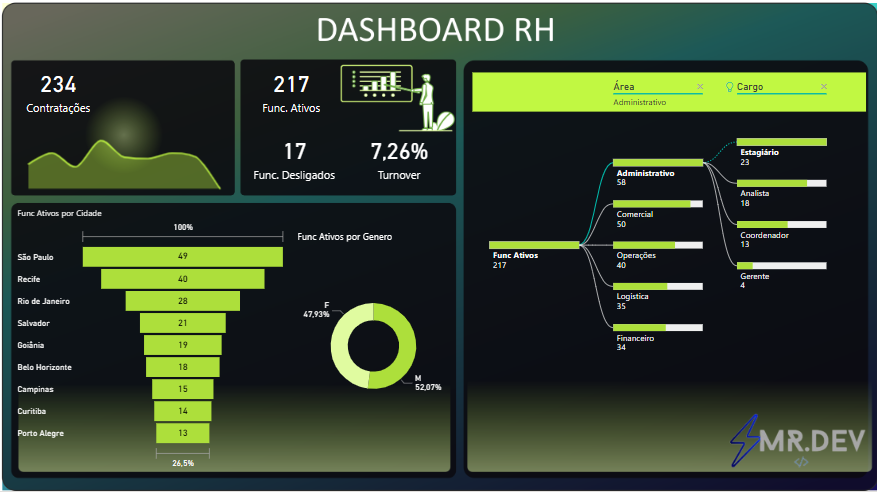 DASHBOARD RH
234
Contratações
217
Func. Ativos
17
Func. Desligados
7,26%
Turnover
Func Ativos por Cidade
100%
São Paulo 49
Recife 40
Rio de Janeiro 28
Salvador 21
Goiânia 19
Belo Horizonte 18
Campinas 15
Curitiba 14
Porto Alegre 13
26,5%
Func Ativos por Genero
F
47,93%
M
52,07%
Área
Administrativo
Cargo
Func Ativos
217
Administrativo
58
Comercial
50
Operações
40
Logística
35
Financeiro
34
Estagiário
23
Analista
18
Coordenador
13
Gerente
4
MR.DEV
</>